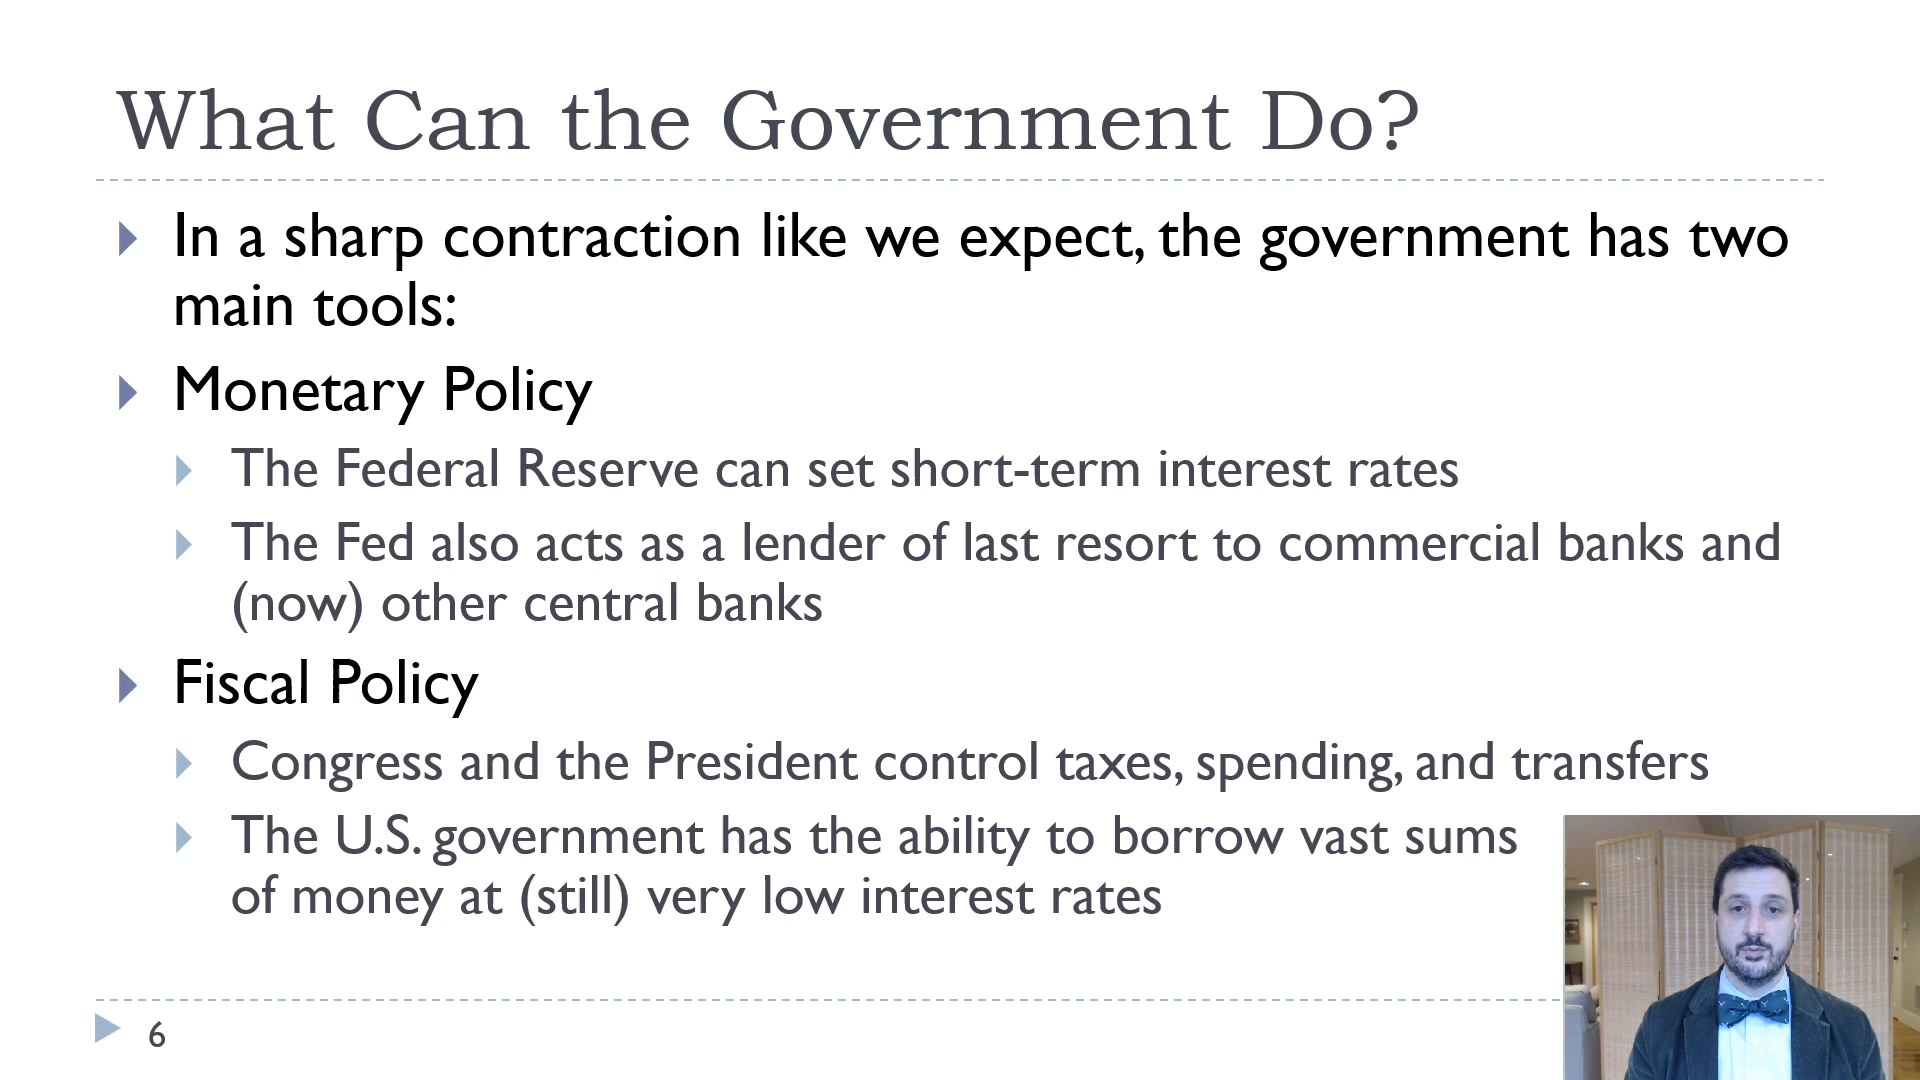 What Can the Government Do?
In a sharp contraction like we expect, the government has two
main tools:
Monetary Policy
The Federal Reserve can set short-term interest rates
The Fed also acts as a lender of last resort to commercial banks and
(now) other central banks
Fiscal Policy
Congress and the President control taxes, spending, and transfers
The U.S. government has the ability to borrow vast sums
of money at (still) very low interest rates
6